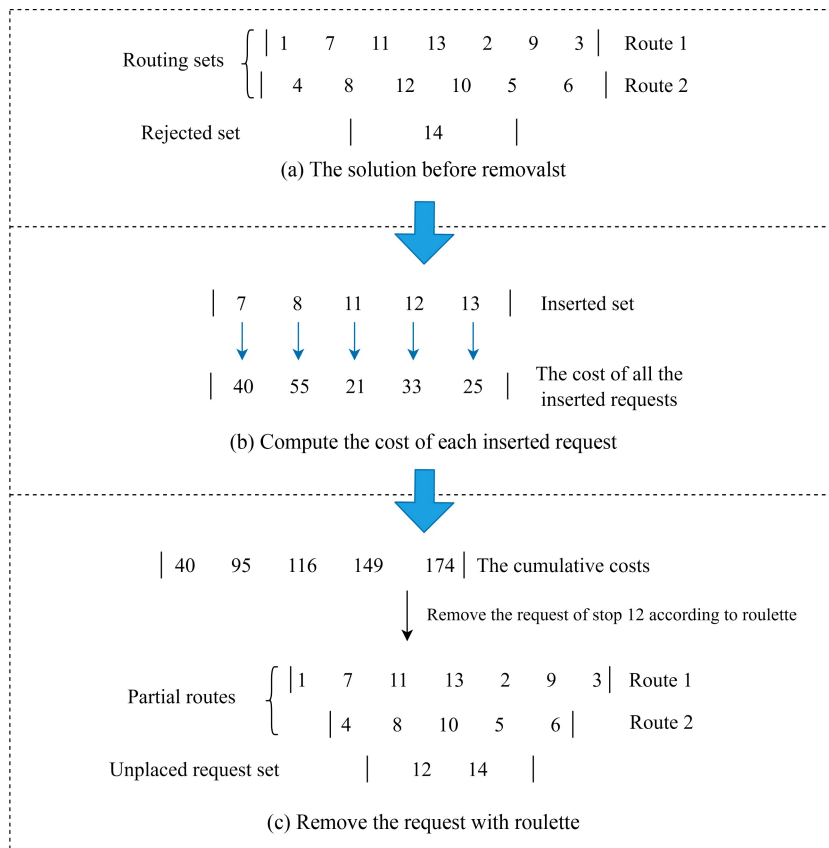 Routing sets
1 7 11 13 2 9 3 Route 1
4 8 12 10 5 6 Route 2
Rejected set 14
(a) The solution before removalst
7 8 11 12 13 Inserted set
40 55 21 33 25 The cost of all the
inserted requests
(b) Compute the cost of each inserted request
40 95 116 149 174 The cumulative costs
Remove the request of stop 12 according to roulette
Partial routes
1 7 11 13 2 9 3 Route 1
4 8 10 5 6 Route 2
Unplaced request set 12 14
(c) Remove the request with roulette